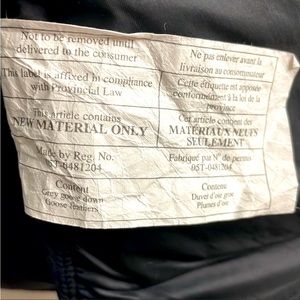 Not to be removed until
delivered to the consumer
Ne pas enlever avant la
livraison au consommateur
This label is affixed in compliance
with Provincial Law
Cette étiquette est apposée
conformément à la loi de la
province
This article contains
NEW MATERIAL ONLY
Cet article contient des
MATÉRIAUX NEUFS
SEULEMENT
Made by Reg. No.
05T-0481204
Fabriqué par Nº de permis
05T-0481204
Content
Grey goose down
Goose feathers
Contenu
Duvet d'oie grise
Plumes d'oie